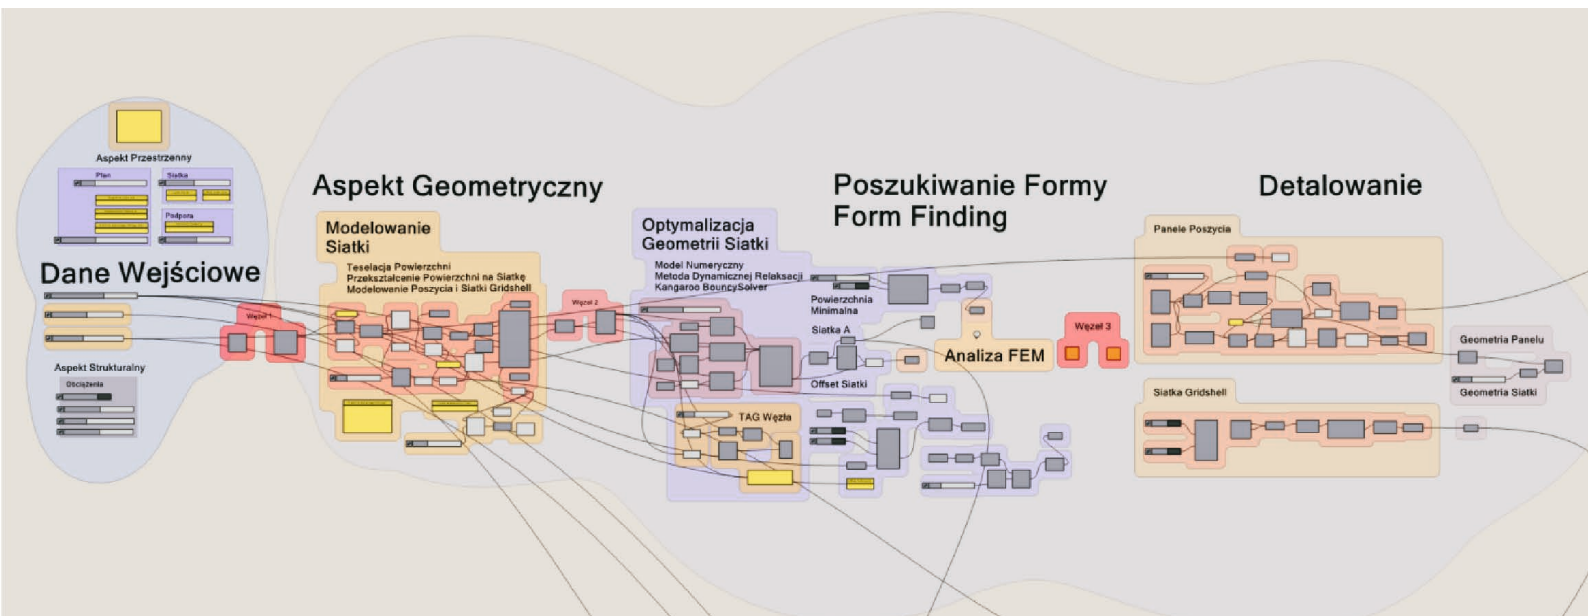 Aspekt Przestrzenny
Plan
Siatka
Podpora
Dane Wejściowe
Aspekt Strukturalny
Obciążenia
Węzeł 1
Aspekt Geometryczny
Modelowanie
Siatki
Teselacja Powierzchni
Przekształcenie Powierzchni na Siatkę
Modelowanie Poszycia i Siatki Gridshell
Węzeł 2
Poszukiwanie Formy
Form Finding
Optymalizacja
Geometrii Siatki
Model Numeryczny
Metoda Dynamicznej Relaksacji
Kangaroo BouncySolver
Powierzchnia
Minimalna
Siatka A
Offset Siatki
TAG Węzła
Analiza FEM
Węzeł 3
Detalowanie
Panele Poszycia
Siatka Gridshell
Geometria Panelu
Geometria Siatki